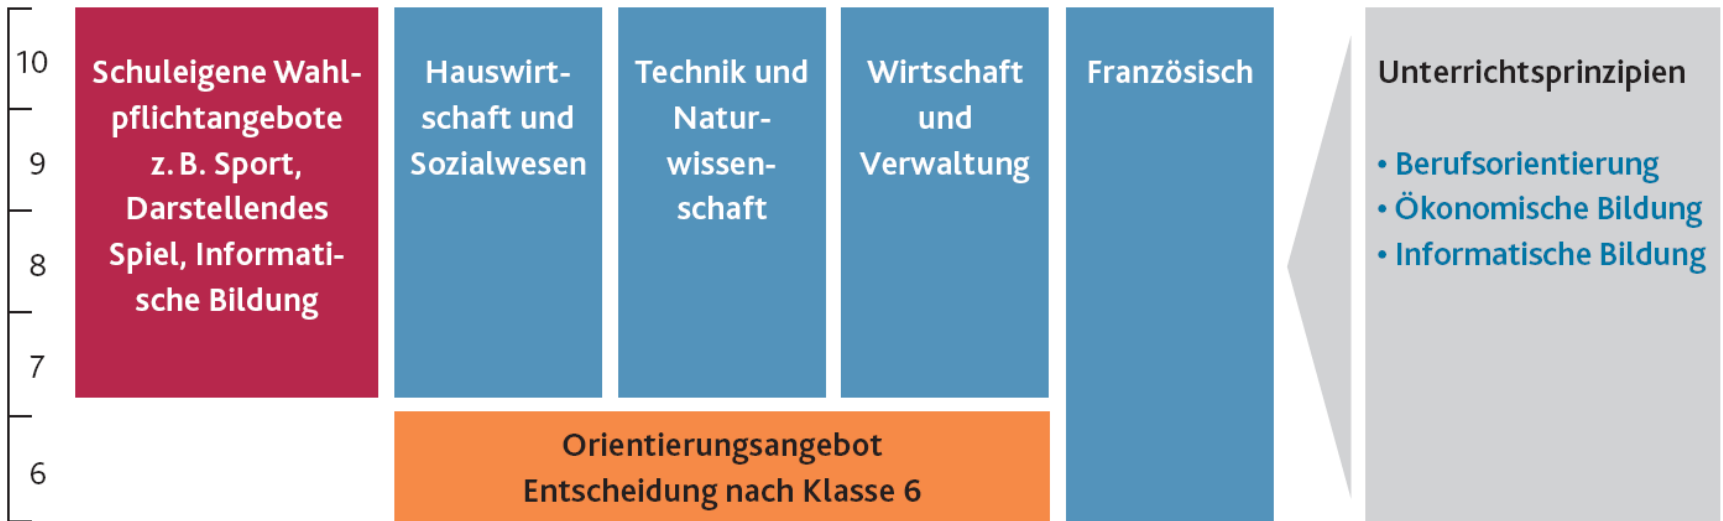 10
9
8
7
6
Schuleigene Wahl-
pflichtangebote
z. B. Sport,
Darstellendes
Spiel, Informati-
sche Bildung
Hauswirt-
schaft und
Sozialwesen
Technik und
Natur-
wissen-
schaft
Wirtschaft
und
Verwaltung
Französisch
Orientierungsangebot
Entscheidung nach Klasse 6
Unterrichtsprinzipien
• Berufsorientierung
• Ökonomische Bildung
• Informatische Bildung